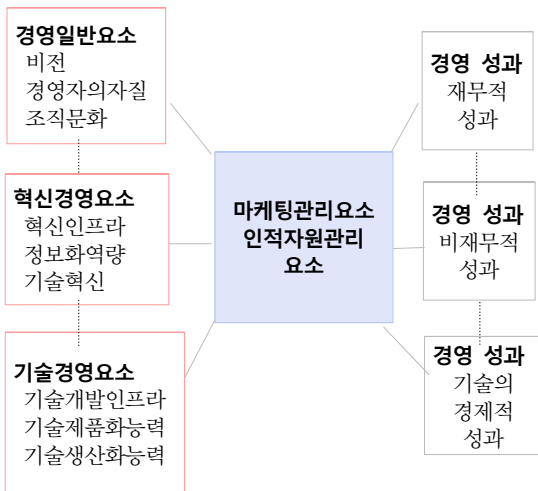 경영일반요소
비전
경영자의자질
조직문화
혁신경영요소
혁신인프라
정보화역량
기술혁신
기술경영요소
기술개발인프라
기술제품화능력
기술생산화능력
마케팅관리요소
인적자원관리
요소
경영 성과
재무적
성과
경영 성과
비재무적
성과
경영 성과
기술의
경제적
성과